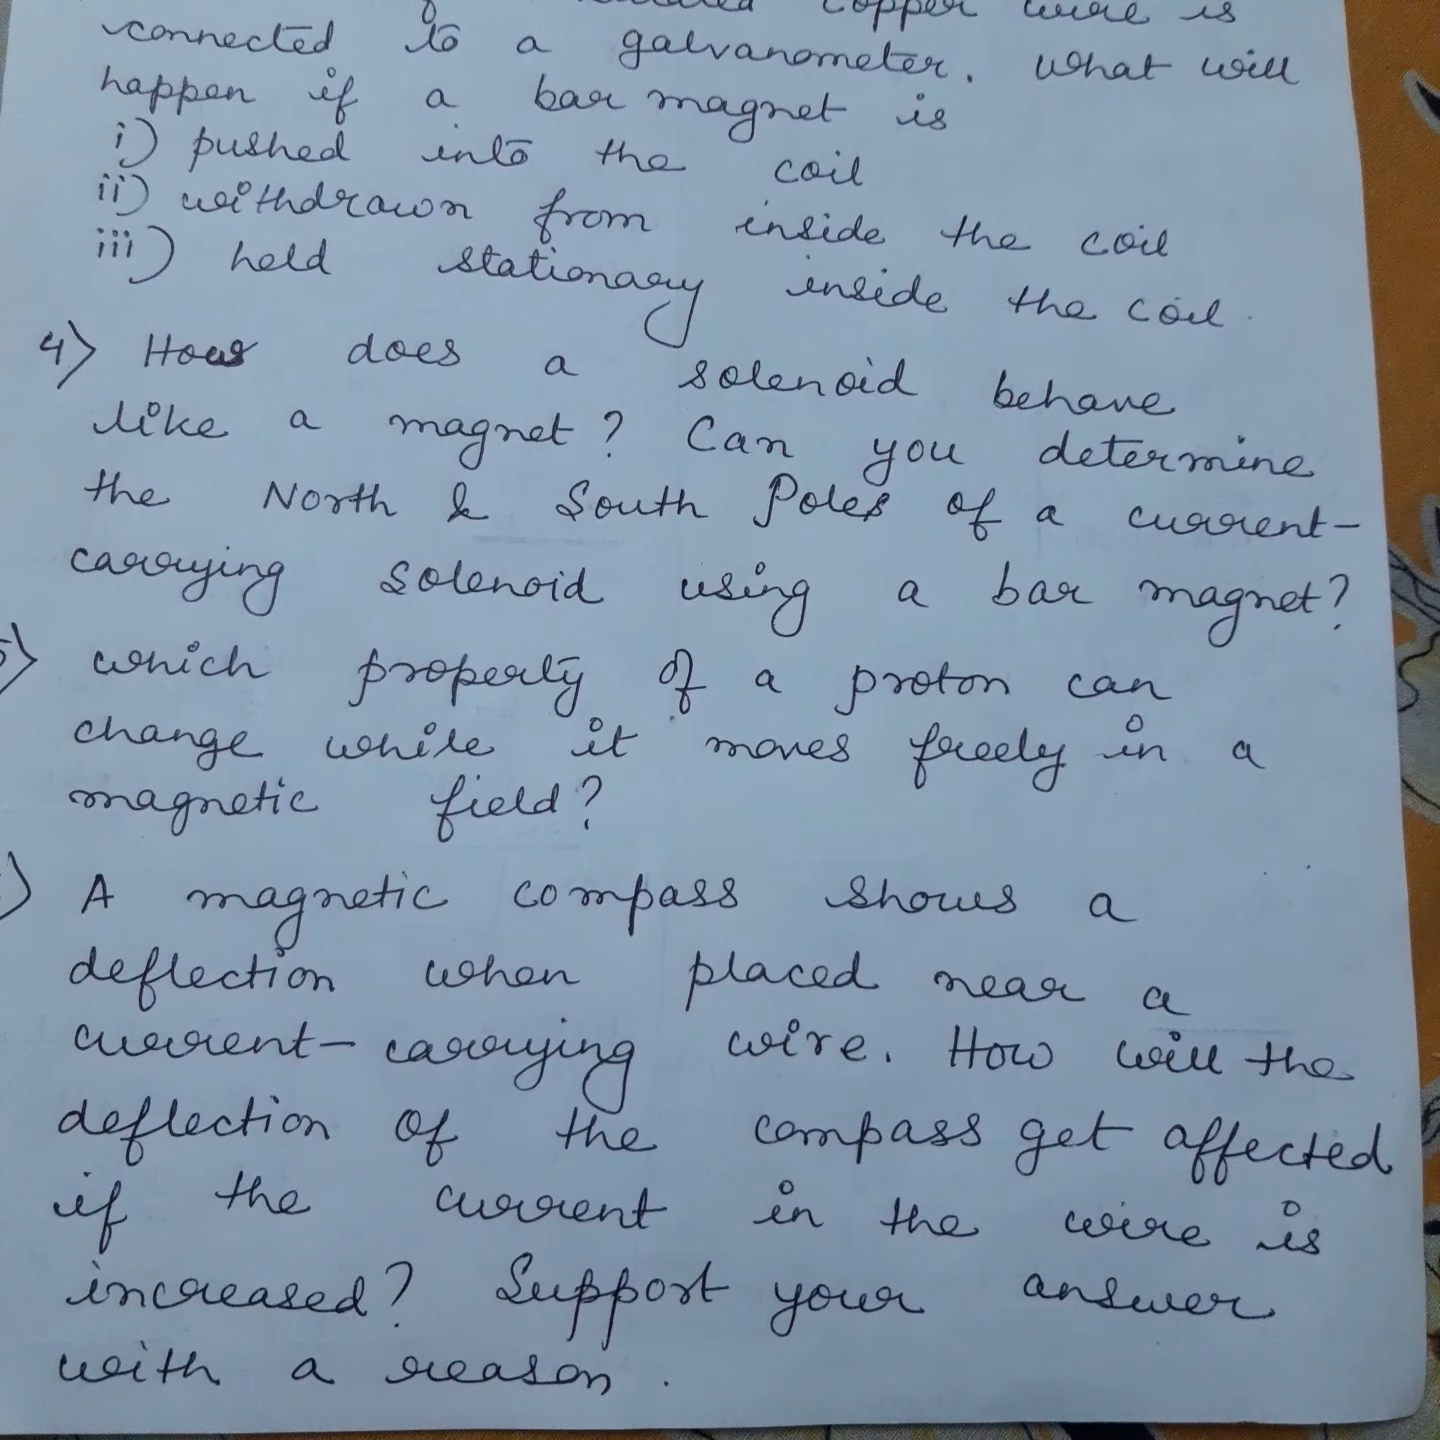 copper wire is
connected to a galvanometer. What will
happen if a bar magnet is
i) pushed into the coil
ii) withdrawn from inside the coil
iii) held stationary inside the coil.
4) How does a solenoid behave
like a magnet? Can you determine
the North & South Poles of a current-
carrying solenoid using a bar magnet?
5) which property of a proton can
change while it moves freely in a
magnetic field?
) A magnetic compass shows a
deflection when placed near a
current-carrying wire. How will the
deflection of the compass get affected
if the current in the wire is
increased? Support your answer
with a reason.